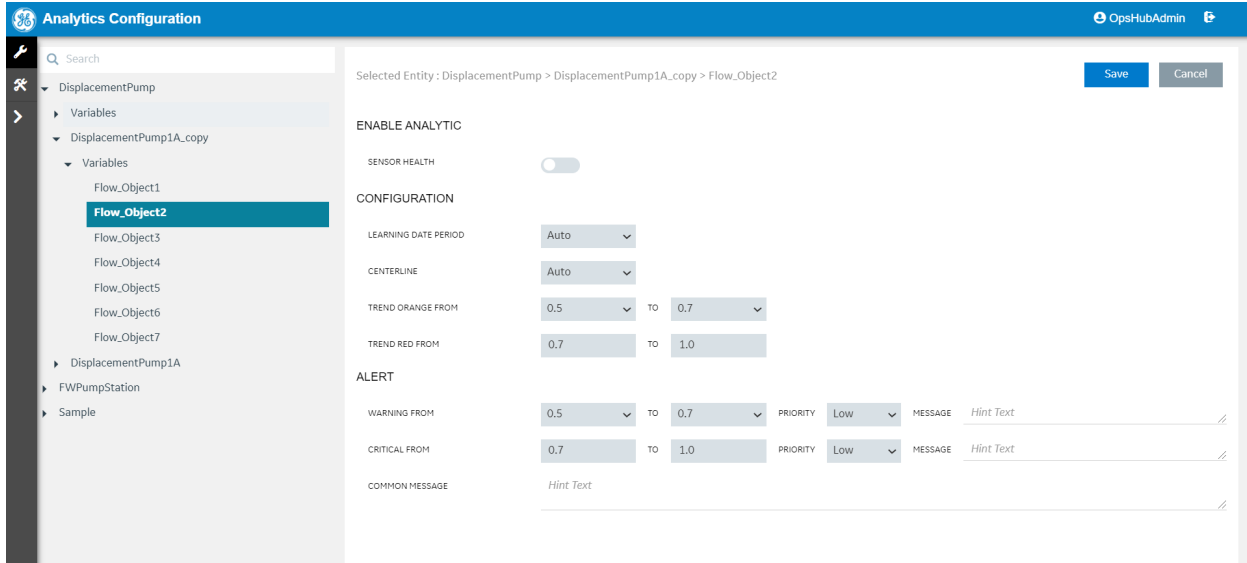 Analytics Configuration
OpsHubAdmin
Search
DisplacementPump
Variables
DisplacementPump1A_copy
Variables
Flow_Object1
Flow_Object2
Flow_Object3
Flow_Object4
Flow_Object5
Flow_Object6
Flow_Object7
DisplacementPump1A
FWPumpStation
Sample
Selected Entity : DisplacementPump > DisplacementPump1A_copy > Flow_Object2
Save Cancel
ENABLE ANALYTIC
SENSOR HEALTH
CONFIGURATION
LEARNING DATE PERIOD Auto
CENTERLINE Auto
TREND ORANGE FROM 0.5 TO 0.7
TREND RED FROM 0.7 TO 1.0
ALERT
WARNING FROM 0.5 TO 0.7 PRIORITY Low MESSAGE Hint Text
CRITICAL FROM 0.7 TO 1.0 PRIORITY Low MESSAGE Hint Text
COMMON MESSAGE Hint Text